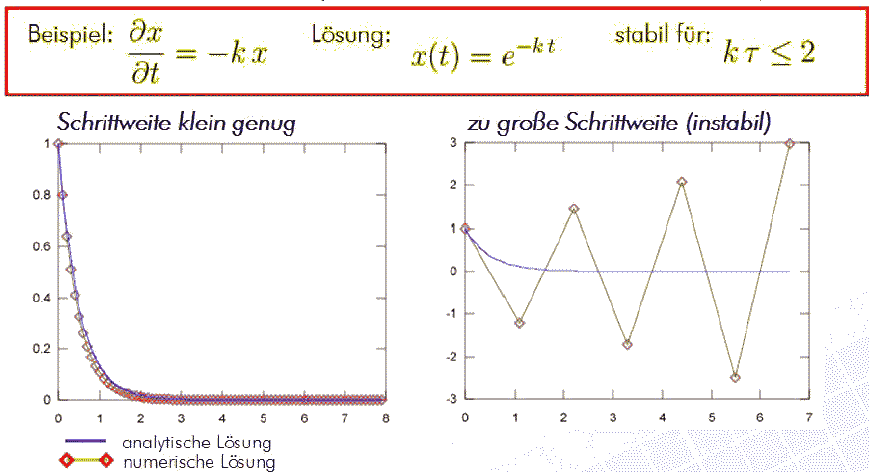 Beispiel: ∂x/∂t = −k x Lösung: x(t) = e^{−k t} stabil für: k τ ≤ 2
Schrittweite klein genug zu große Schrittweite (instabil)
1
0.8
0.6
0.4
0.2
0
0 1 2 3 4 5 6 7 8
3
2
1
0
-1
-2
-3
0 1 2 3 4 5 6 7
analytische Lösung
numerische Lösung